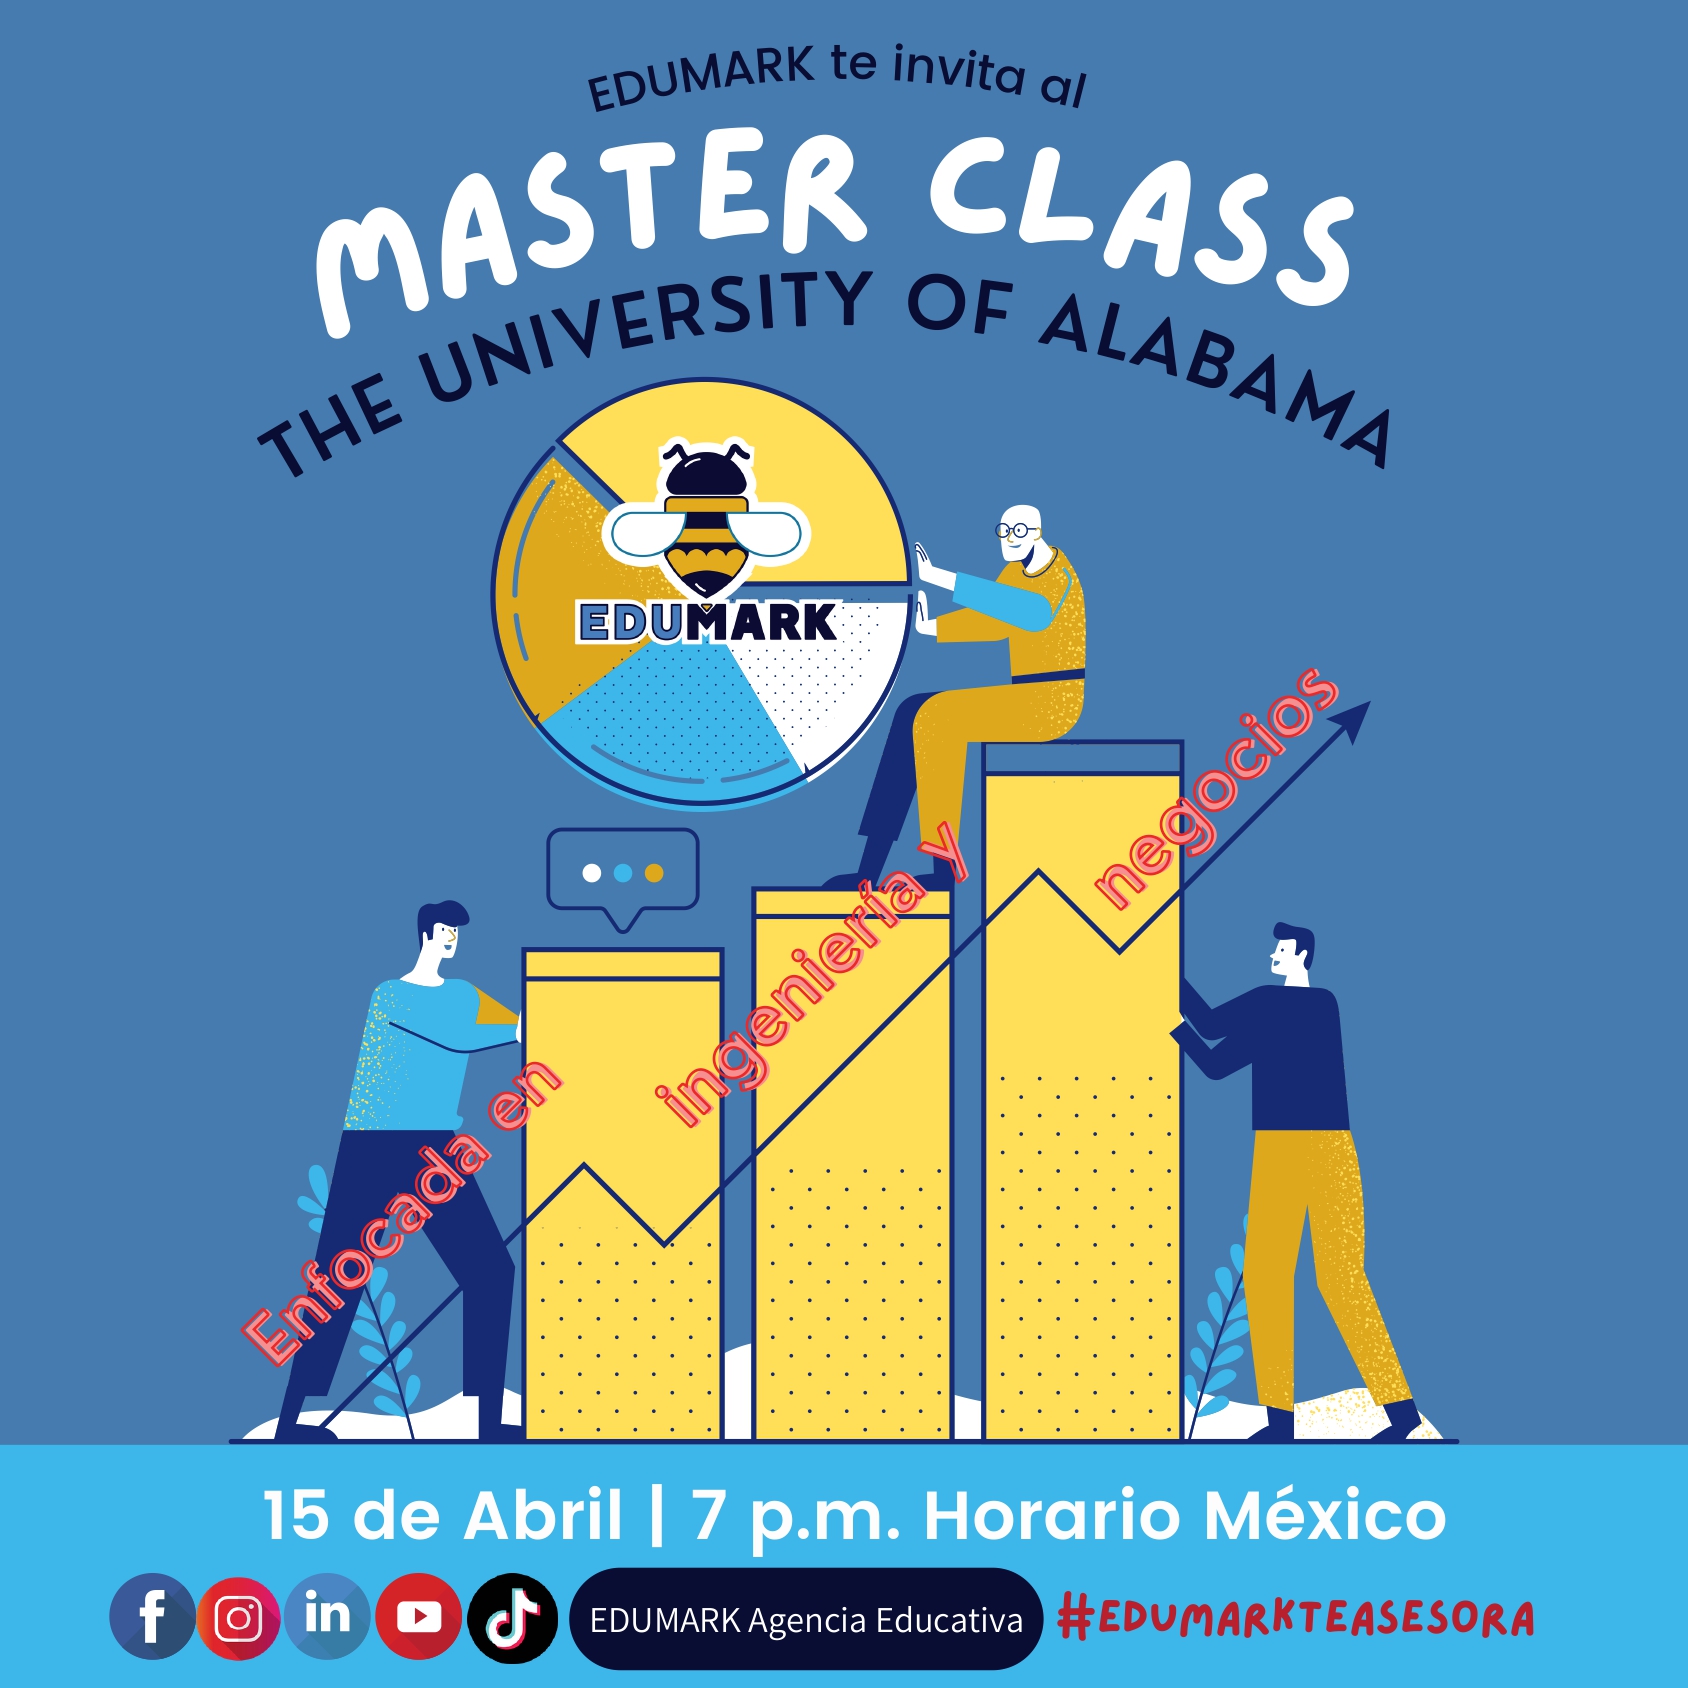 EDUMARK te invita al
MASTER CLASS
THE UNIVERSITY OF ALABAMA
EDUMARK
Enfocada en ingeniería y negocios
15 de Abril | 7 p.m. Horario México
EDUMARK Agencia Educativa
#EDUMARKTEASESORA